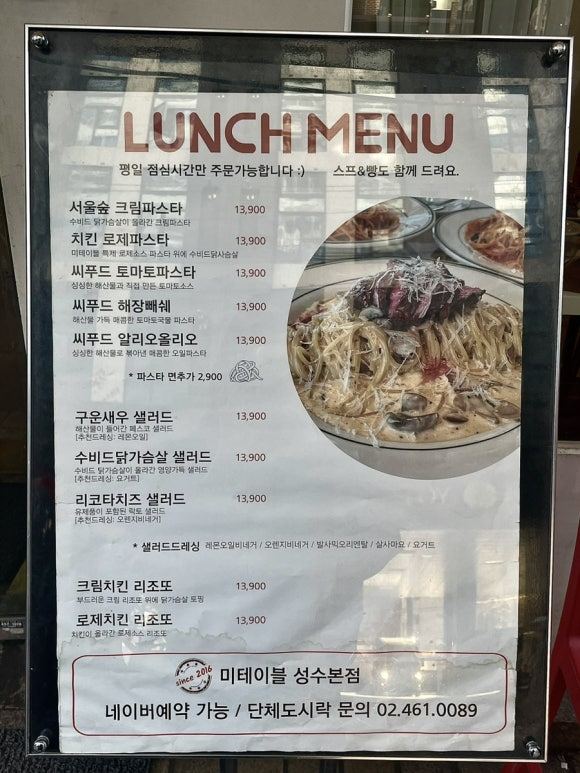 LUNCH MENU
평일 점심시간만 주문가능합니다 :) 스프&빵도 함께 드려요.
서울숲 크림파스타 13,900
수비드 닭가슴살이 올라간 크림파스타
치킨 로제파스타 13,900
미테이블 특제 로제소스 파스타 위에 수비드닭사슴살
씨푸드 토마토파스타 13,900
싱싱한 해산물과 직접 만든 토마토소스
씨푸드 해장빼쉐 13,900
해산물 가득 매콤한 토마토국물 파스타
씨푸드 알리오올리오 13,900
싱싱한 해산물로 볶아낸 매콤한 오일파스타
* 파스타 면추가 2,900
구운새우 샐러드 13,900
해산물이 들어간 페스코 샐러드
[추천드레싱: 레몬오일]
수비드닭가슴살 샐러드 13,900
수비드 닭가슴살이 올라간 영양가득 샐러드
[추천드레싱: 요거트]
리코타치즈 샐러드 13,900
유제품이 포함된 락토 샐러드
[추천드레싱: 오렌지비네거]
* 샐러드드레싱 레몬오일비네거 / 오렌지비네거 / 발사믹오리엔탈 / 살사마요 / 요거트
크림치킨 리조또 13,900
부드러운 크림 리조또 위에 닭가슴살 토핑
로제치킨 리조또 13,900
치킨이 올라간 로제소스 리조또
since 2016 미테이블 성수본점
네이버예약 가능 / 단체도시락 문의 02.461.0089